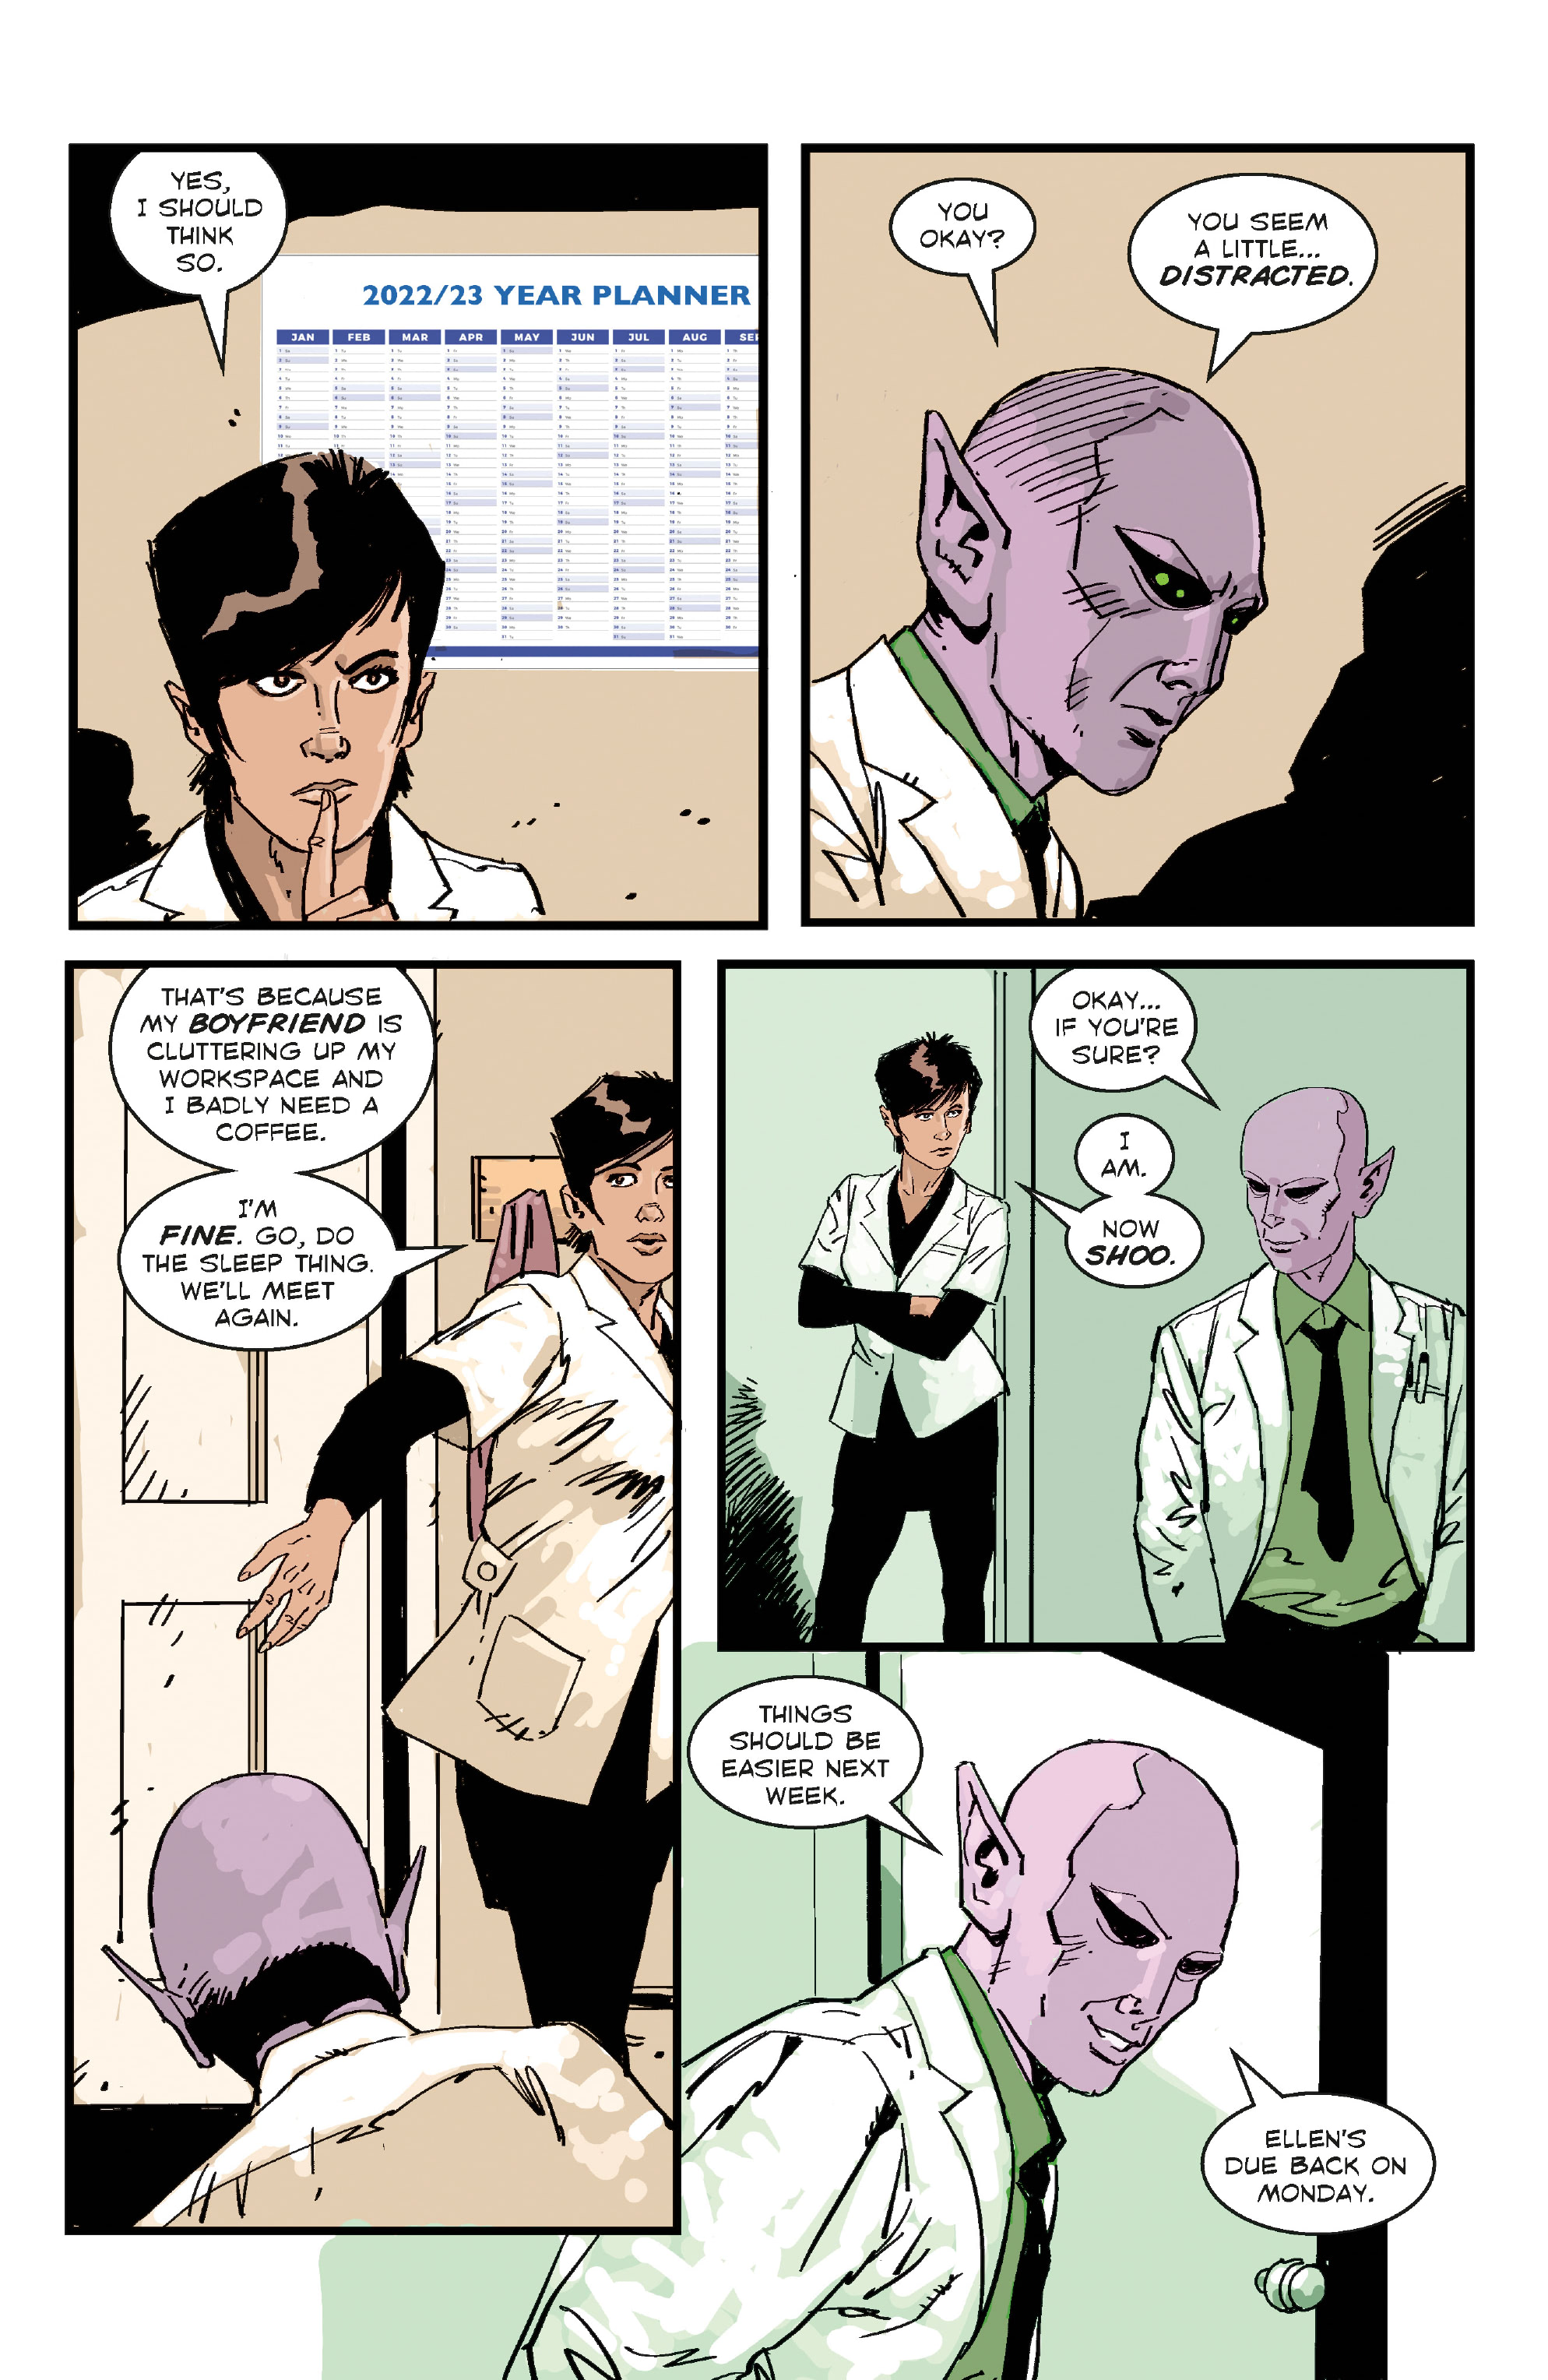 YES,
I SHOULD
THINK
SO.
2022/23 YEAR PLANNER
JAN FEB MAR APR MAY JUN JUL AUG SE
YOU
OKAY?
YOU SEEM
A LITTLE...
DISTRACTED.
THAT'S BECAUSE
MY BOYFRIEND IS
CLUTTERING UP MY
WORKSPACE AND
I BADLY NEED A
COFFEE.
I'M
FINE. GO, DO
THE SLEEP THING.
WE'LL MEET
AGAIN.
OKAY...
IF YOU'RE
SURE?
I
AM.
NOW
SHOO.
THINGS
SHOULD BE
EASIER NEXT
WEEK.
ELLEN'S
DUE BACK ON
MONDAY.